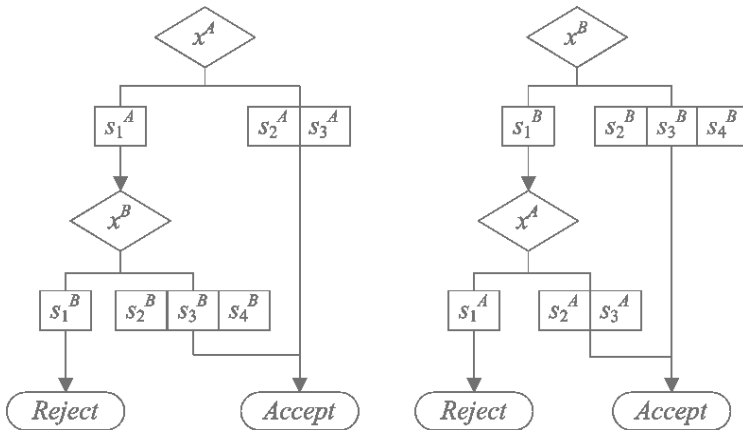 x^A
s_1^A s_2^A s_3^A
x^B
s_1^B s_2^B s_3^B s_4^B
Reject Accept
x^B
s_1^B s_2^B s_3^B s_4^B
x^A
s_1^A s_2^A s_3^A
Reject Accept